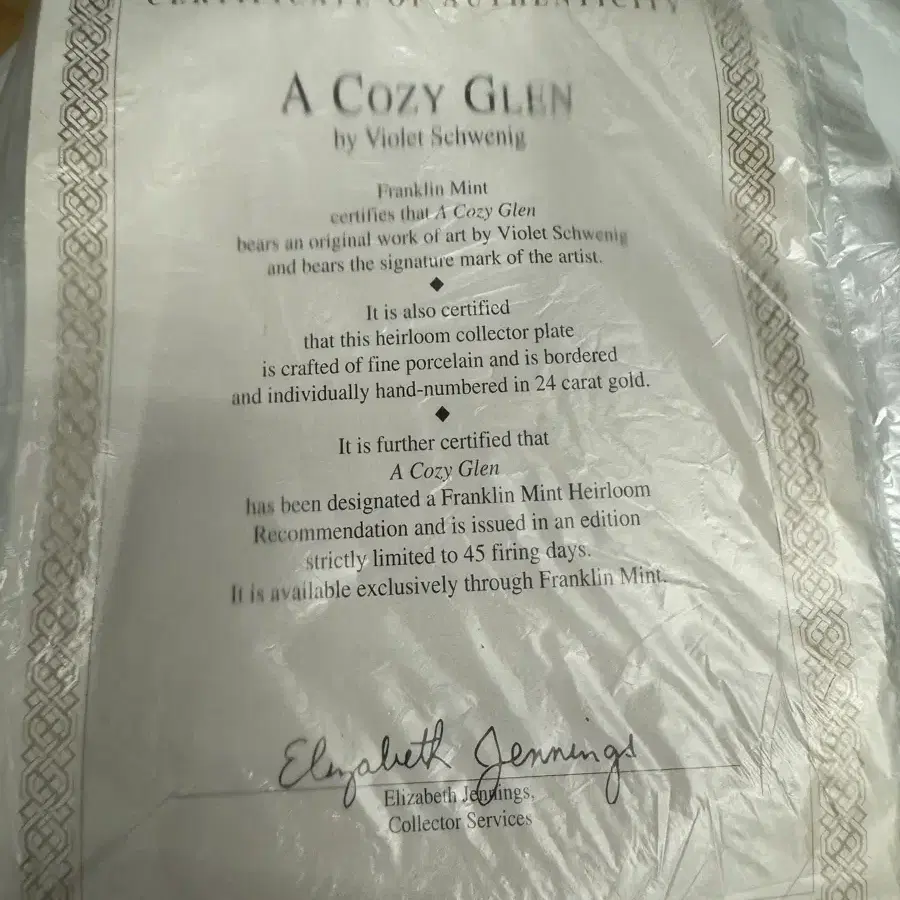 CERTIFICATE OF AUTHENTICITY
A COZY GLEN
by Violet Schwenig
Franklin Mint
certifies that A Cozy Glen
bears an original work of art by Violet Schwenig
and bears the signature mark of the artist.
It is also certified
that this heirloom collector plate
is crafted of fine porcelain and is bordered
and individually hand-numbered in 24 carat gold.
It is further certified that
A Cozy Glen
has been designated a Franklin Mint Heirloom
Recommendation and is issued in an edition
strictly limited to 45 firing days.
It is available exclusively through Franklin Mint.
Elizabeth Jennings
Elizabeth Jennings,
Collector Services